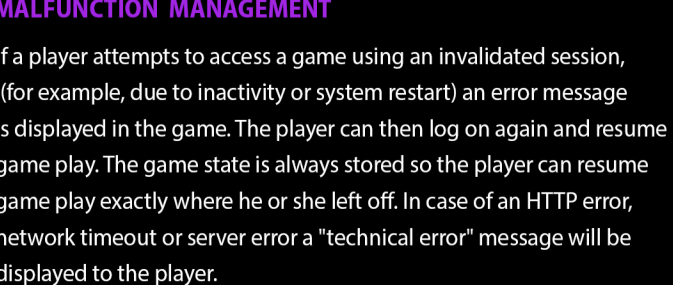 MALFUNCTION MANAGEMENT
f a player attempts to access a game using an invalidated session,
(for example, due to inactivity or system restart) an error message
s displayed in the game. The player can then log on again and resume
game play. The game state is always stored so the player can resume
game play exactly where he or she left off. In case of an HTTP error,
network timeout or server error a "technical error" message will be
displayed to the player.